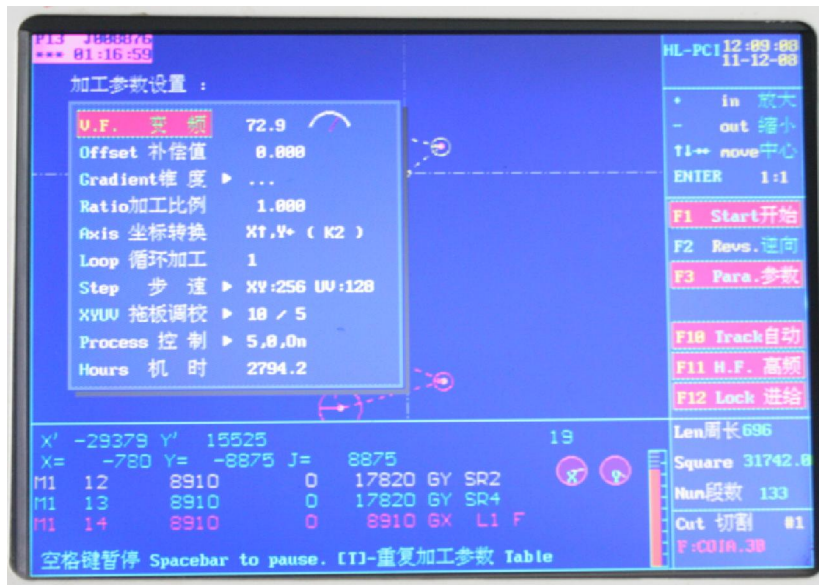 P13 J088876
*** 01:16:59
HL-PCI 12:09:08
11-12-08
加工参数设置 :
V.F. 变 频 72.9
Offset 补偿值 0.000
Gradient锥 度 ▶ ...
Ratio加工比例 1.000
Axis 坐标转换 X↑,Y→ ( K2 )
Loop 循环加工 1
Step 步 速 ▶ XY:256 UV:128
XYUV 拖板调校 ▶ 10 / 5
Process 控 制 ▶ 5,0,On
Hours 机 时 2794.2
+ in 放大
- out 缩小
↑↓←→ move中心
ENTER 1:1
F1 Start开始
F2 Revs.逆向
F3 Para.参数
F10 Track自动
F11 H.F. 高频
F12 Lock 进给
Len周长696
Square 31742.0
Num段数 133
Cut 切割 #1
F:COIA.3B
X' -29379 Y' 15525 19
X= -780 Y= -8875 J= 8875
M1 12 8910 0 17820 GY SR2
M1 13 8910 0 17820 GY SR4
M1 14 8910 0 8910 GX L1 F
空格键暂停 Spacebar to pause. [T]-重复加工参数 Table